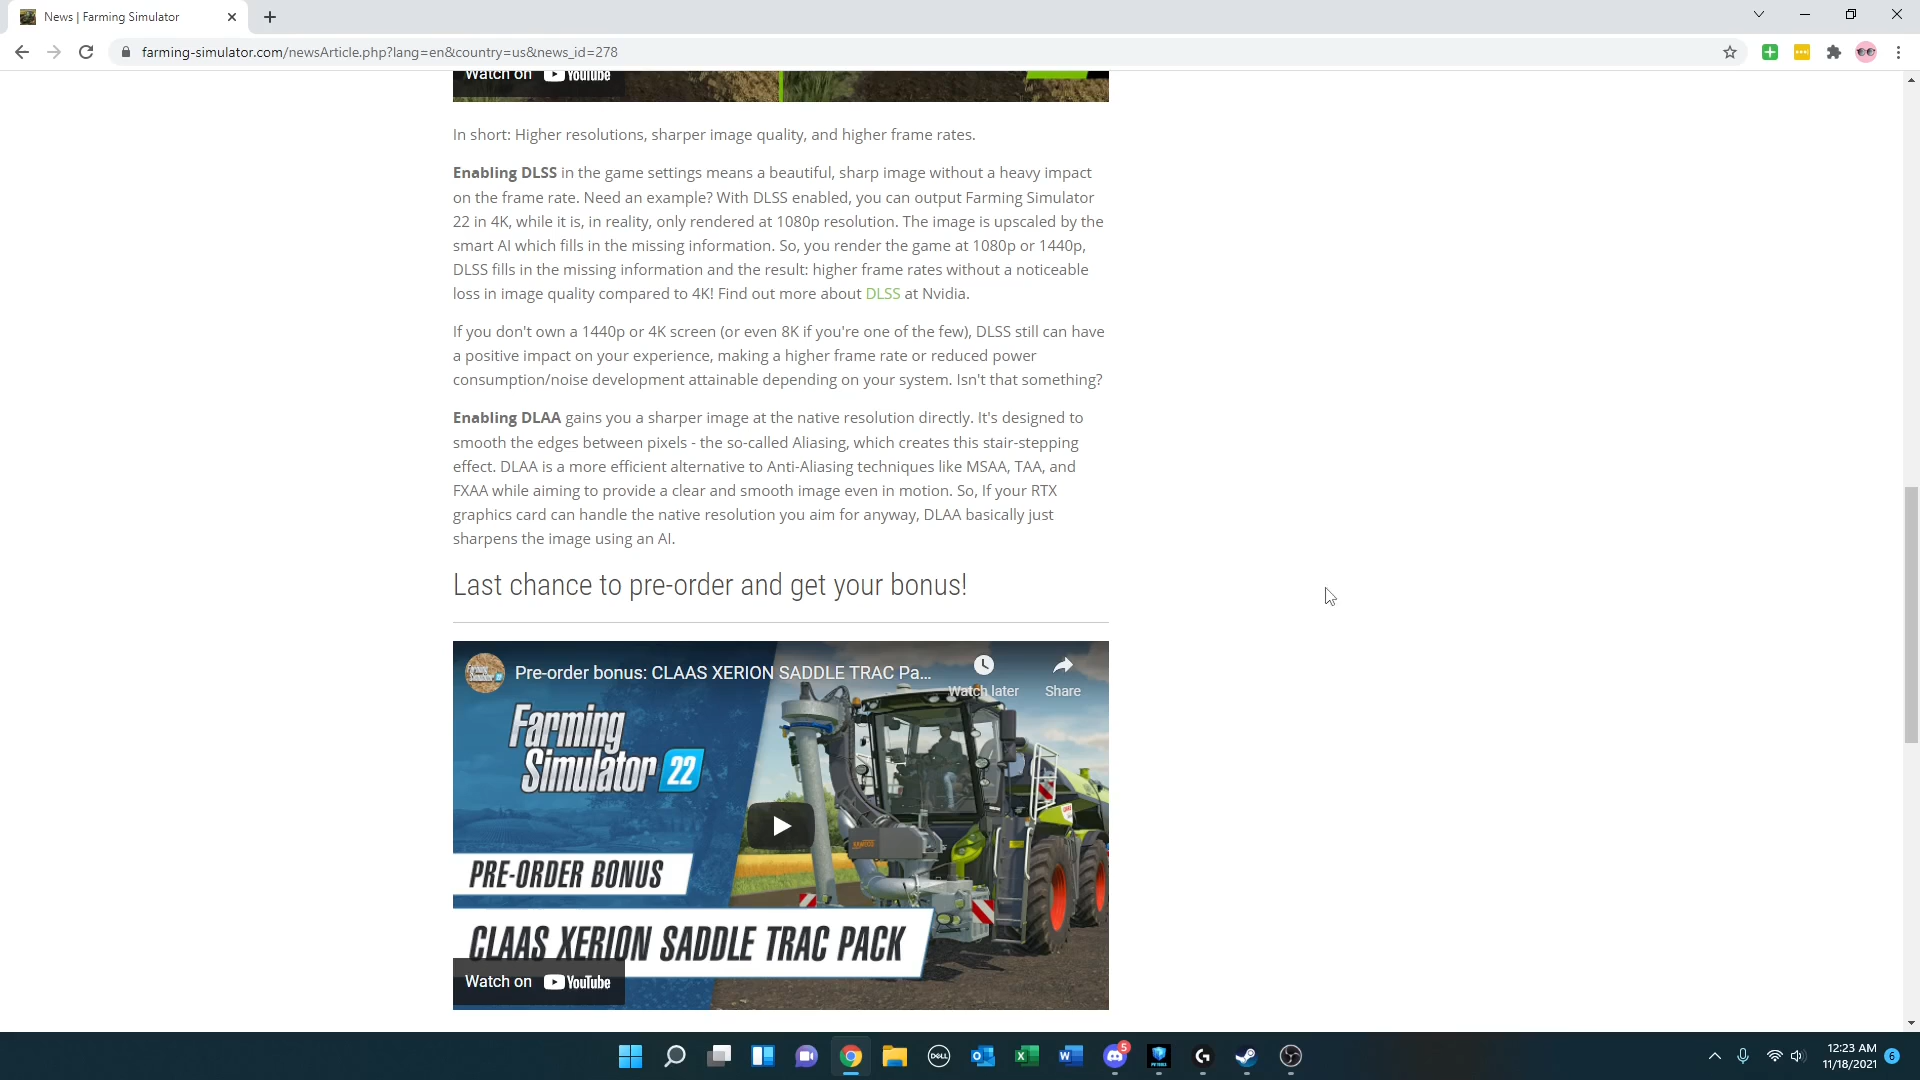 News | Farming Simulator
farming-simulator.com/newsArticle.php?lang=en&country=us&news_id=278
Watch on YouTube
In short: Higher resolutions, sharper image quality, and higher frame rates.
Enabling DLSS in the game settings means a beautiful, sharp image without a heavy impact
on the frame rate. Need an example? With DLSS enabled, you can output Farming Simulator
22 in 4K, while it is, in reality, only rendered at 1080p resolution. The image is upscaled by the
smart AI which fills in the missing information. So, you render the game at 1080p or 1440p,
DLSS fills in the missing information and the result: higher frame rates without a noticeable
loss in image quality compared to 4K! Find out more about DLSS at Nvidia.
If you don't own a 1440p or 4K screen (or even 8K if you're one of the few), DLSS still can have
a positive impact on your experience, making a higher frame rate or reduced power
consumption/noise development attainable depending on your system. Isn't that something?
Enabling DLAA gains you a sharper image at the native resolution directly. It's designed to
smooth the edges between pixels - the so-called Aliasing, which creates this stair-stepping
effect. DLAA is a more efficient alternative to Anti-Aliasing techniques like MSAA, TAA, and
FXAA while aiming to provide a clear and smooth image even in motion. So, If your RTX
graphics card can handle the native resolution you aim for anyway, DLAA basically just
sharpens the image using an AI.
Last chance to pre-order and get your bonus!
Pre-order bonus: CLAAS XERION SADDLE TRAC Pa...
Watch later
Share
Farming
Simulator 22
PRE-ORDER BONUS
CLAAS XERION SADDLE TRAC PACK
Watch on YouTube
DELL
5
12:23 AM
11/18/2021
6